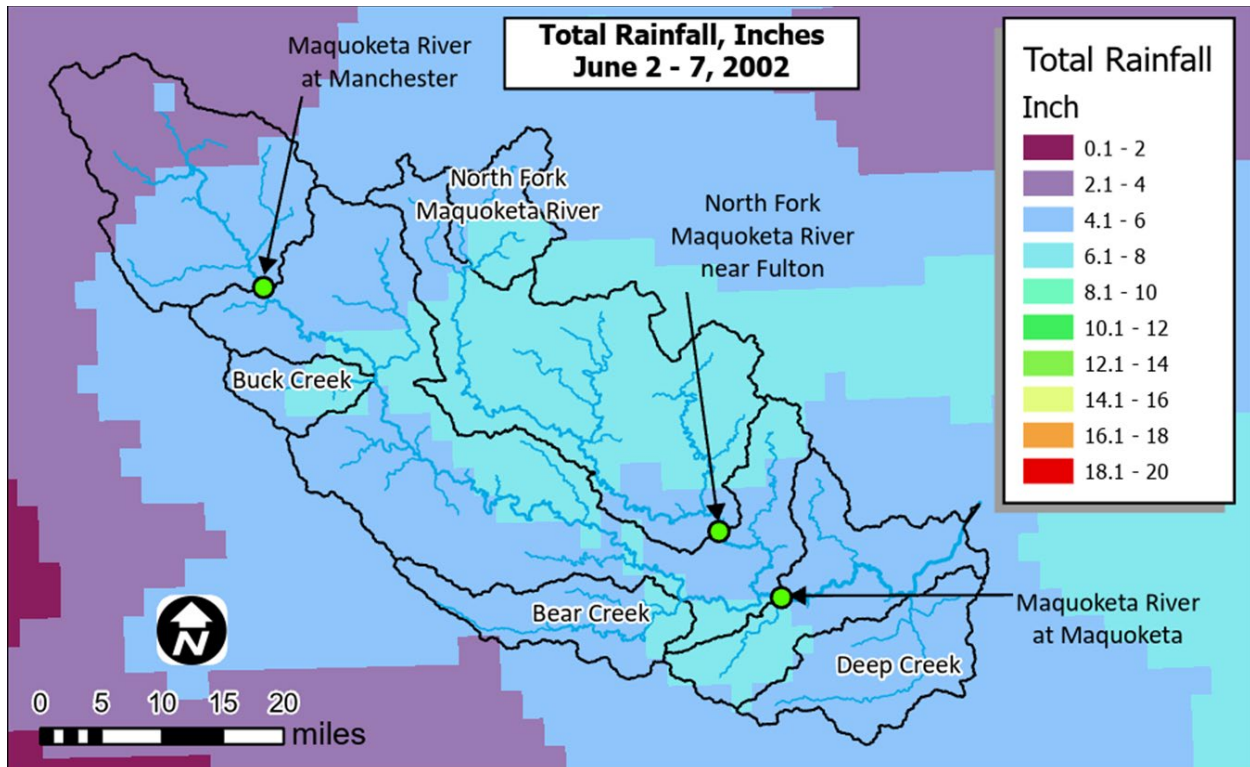 Total Rainfall, Inches
June 2 - 7, 2002
Maquoketa River
at Manchester
North Fork
Maquoketa River
North Fork
Maquoketa River
near Fulton
Buck Creek
Bear Creek
Deep Creek
Maquoketa River
at Maquoketa
Total Rainfall
Inch
0.1 - 2
2.1 - 4
4.1 - 6
6.1 - 8
8.1 - 10
10.1 - 12
12.1 - 14
14.1 - 16
16.1 - 18
18.1 - 20
N
0 5 10 15 20
miles